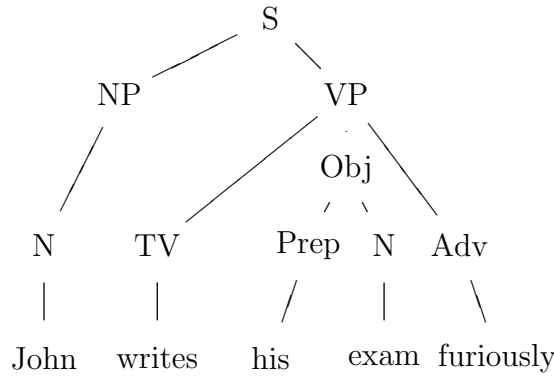 S
NP VP
Obj
N TV Prep N Adv
John writes his exam furiously